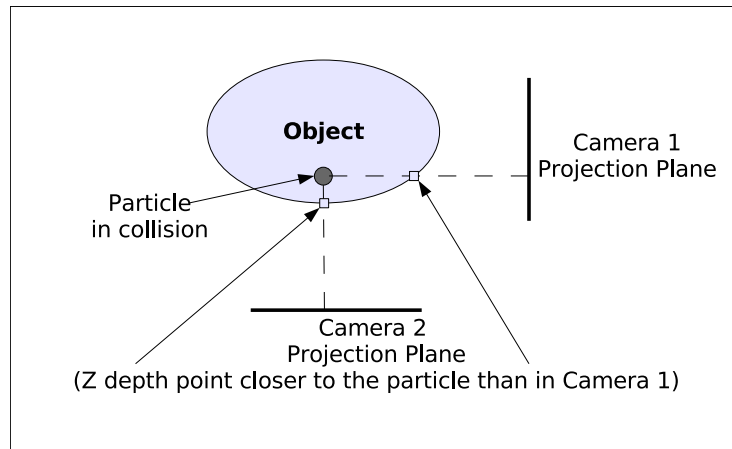 Object
Camera 1
Projection Plane
Particle
in collision
Camera 2
Projection Plane
(Z depth point closer to the particle than in Camera 1)